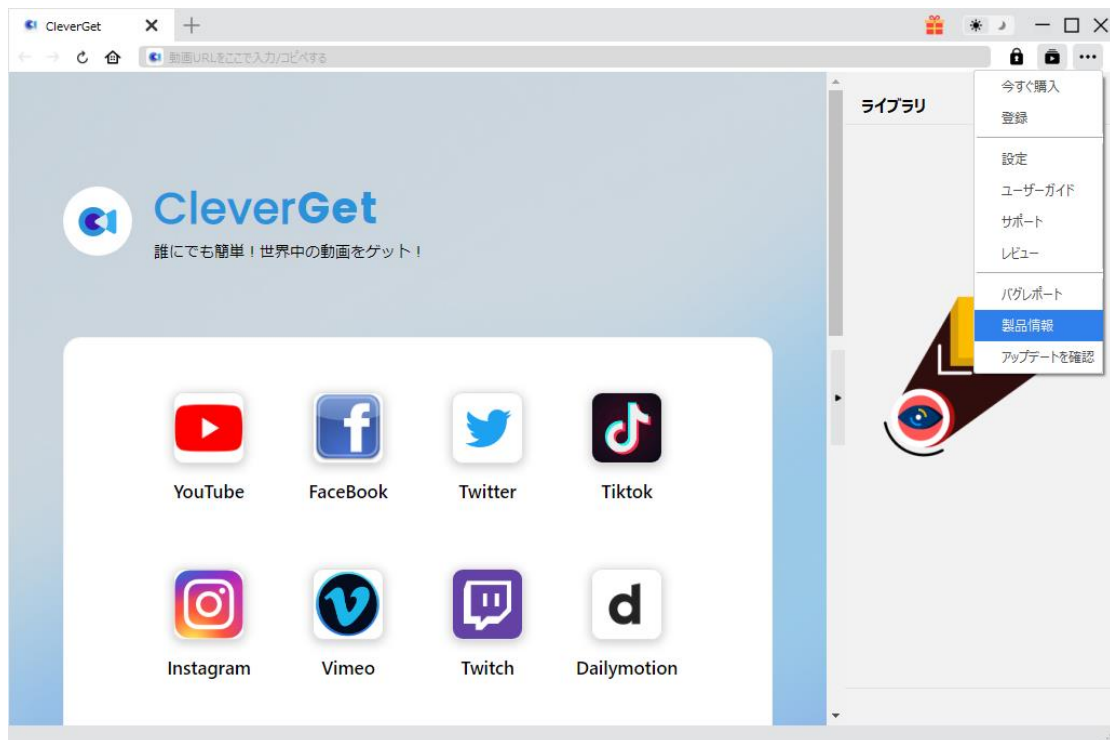 CleverGet
動画URLをここで入力/コピペする
今すぐ購入
登録
設定
ユーザーガイド
サポート
レビュー
バグレポート
製品情報
アップデートを確認
ライブラリ
CleverGet
誰にでも簡単！世界中の動画をゲット！
YouTube
FaceBook
Twitter
Tiktok
Instagram
Vimeo
Twitch
Dailymotion